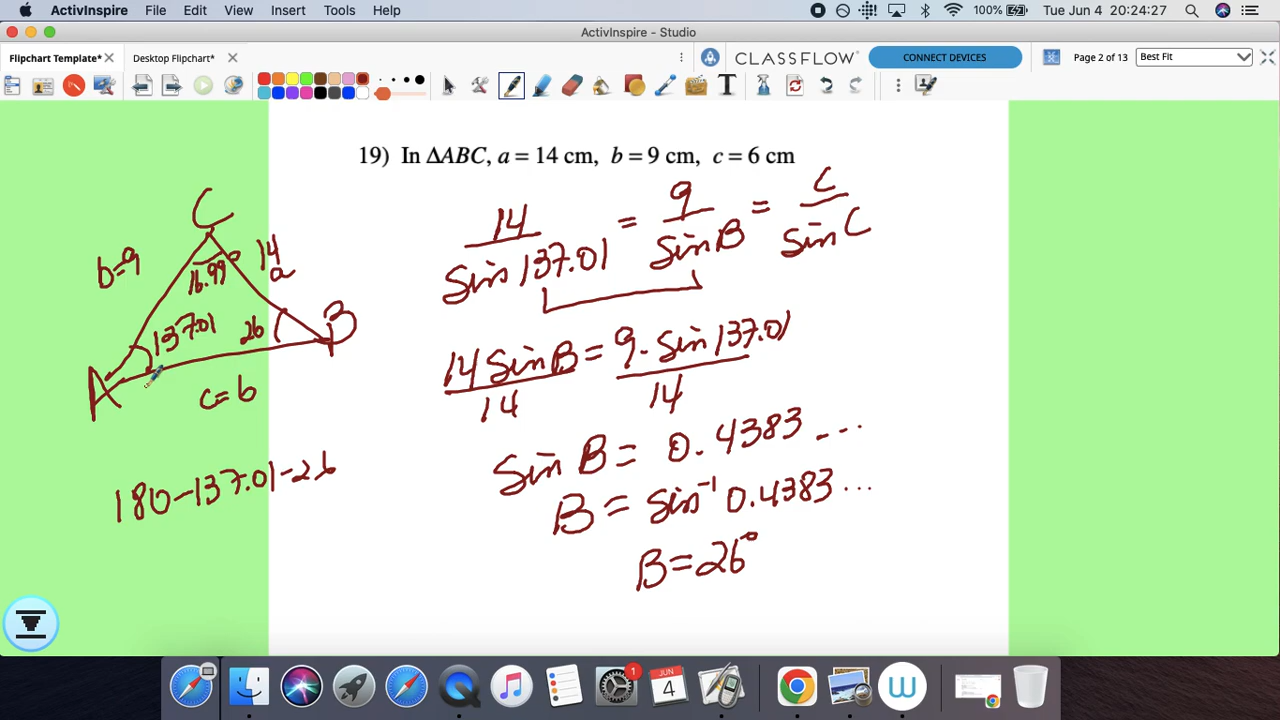 ActivInspire File Edit View Insert Tools Help 100% Tue Jun 4 20:24:27
ActivInspire - Studio
Flipchart Template* Desktop Flipchart* CLASSFLOW CONNECT DEVICES Page 2 of 13 Best Fit
19) In ΔABC, a = 14 cm, b = 9 cm, c = 6 cm
14 / sin 137.01 = 9 / sin B = c / sin C
C
b=9
14
a
16.99
137.01
26
B
A
c=6
180-137.01-26
14 sin B / 14 = 9 · sin 137.01 / 14
sin B = 0.4383 ...
B = sin⁻¹ 0.4383 ...
B = 26°
1
JUN
4
W